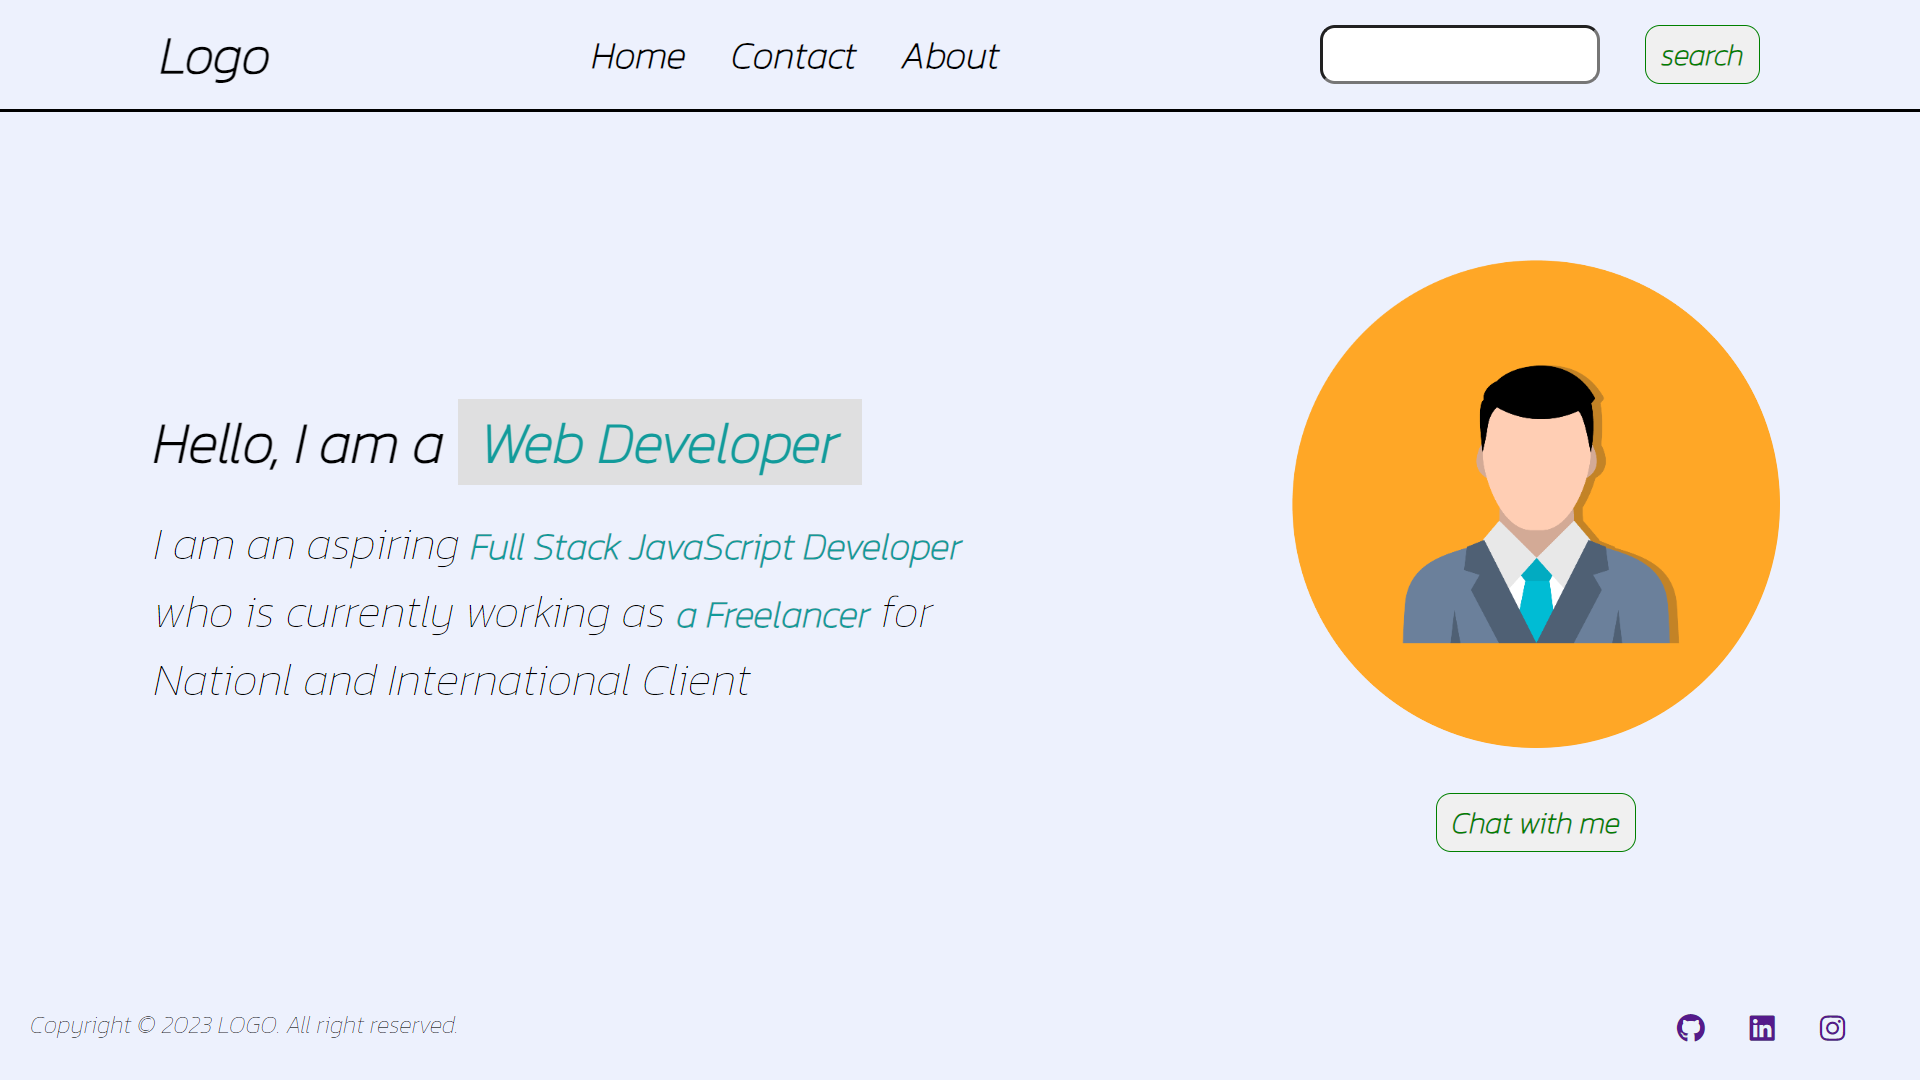 Logo
Home Contact About
search
Hello, I am a Web Developer
I am an aspiring Full Stack JavaScript Developer
who is currently working as a Freelancer for
Nationl and International Client
Chat with me
Copyright © 2023 LOGO. All right reserved.
in